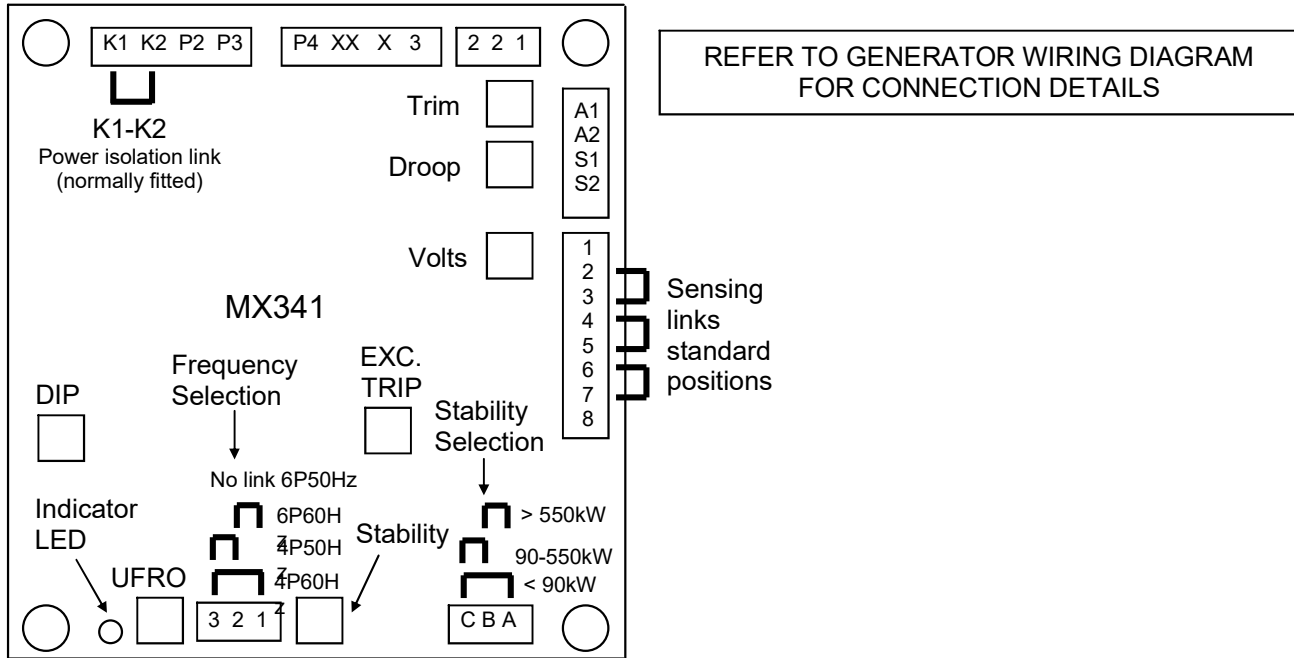 K1 K2 P2 P3
P4 XX X 3
2 2 1
REFER TO GENERATOR WIRING DIAGRAM
FOR CONNECTION DETAILS
K1-K2
Power isolation link
(normally fitted)
Trim
Droop
Volts
A1
A2
S1
S2
1
2
3
4
5
6
7
8
Sensing
links
standard
positions
MX341
Frequency
Selection
EXC.
TRIP
DIP
Stability
Selection
No link 6P50Hz
6P60H
z
4P50H
z
4P60H
z
> 550kW
90-550kW
< 90kW
Indicator
LED
UFRO
Stability
3 2 1
C B A